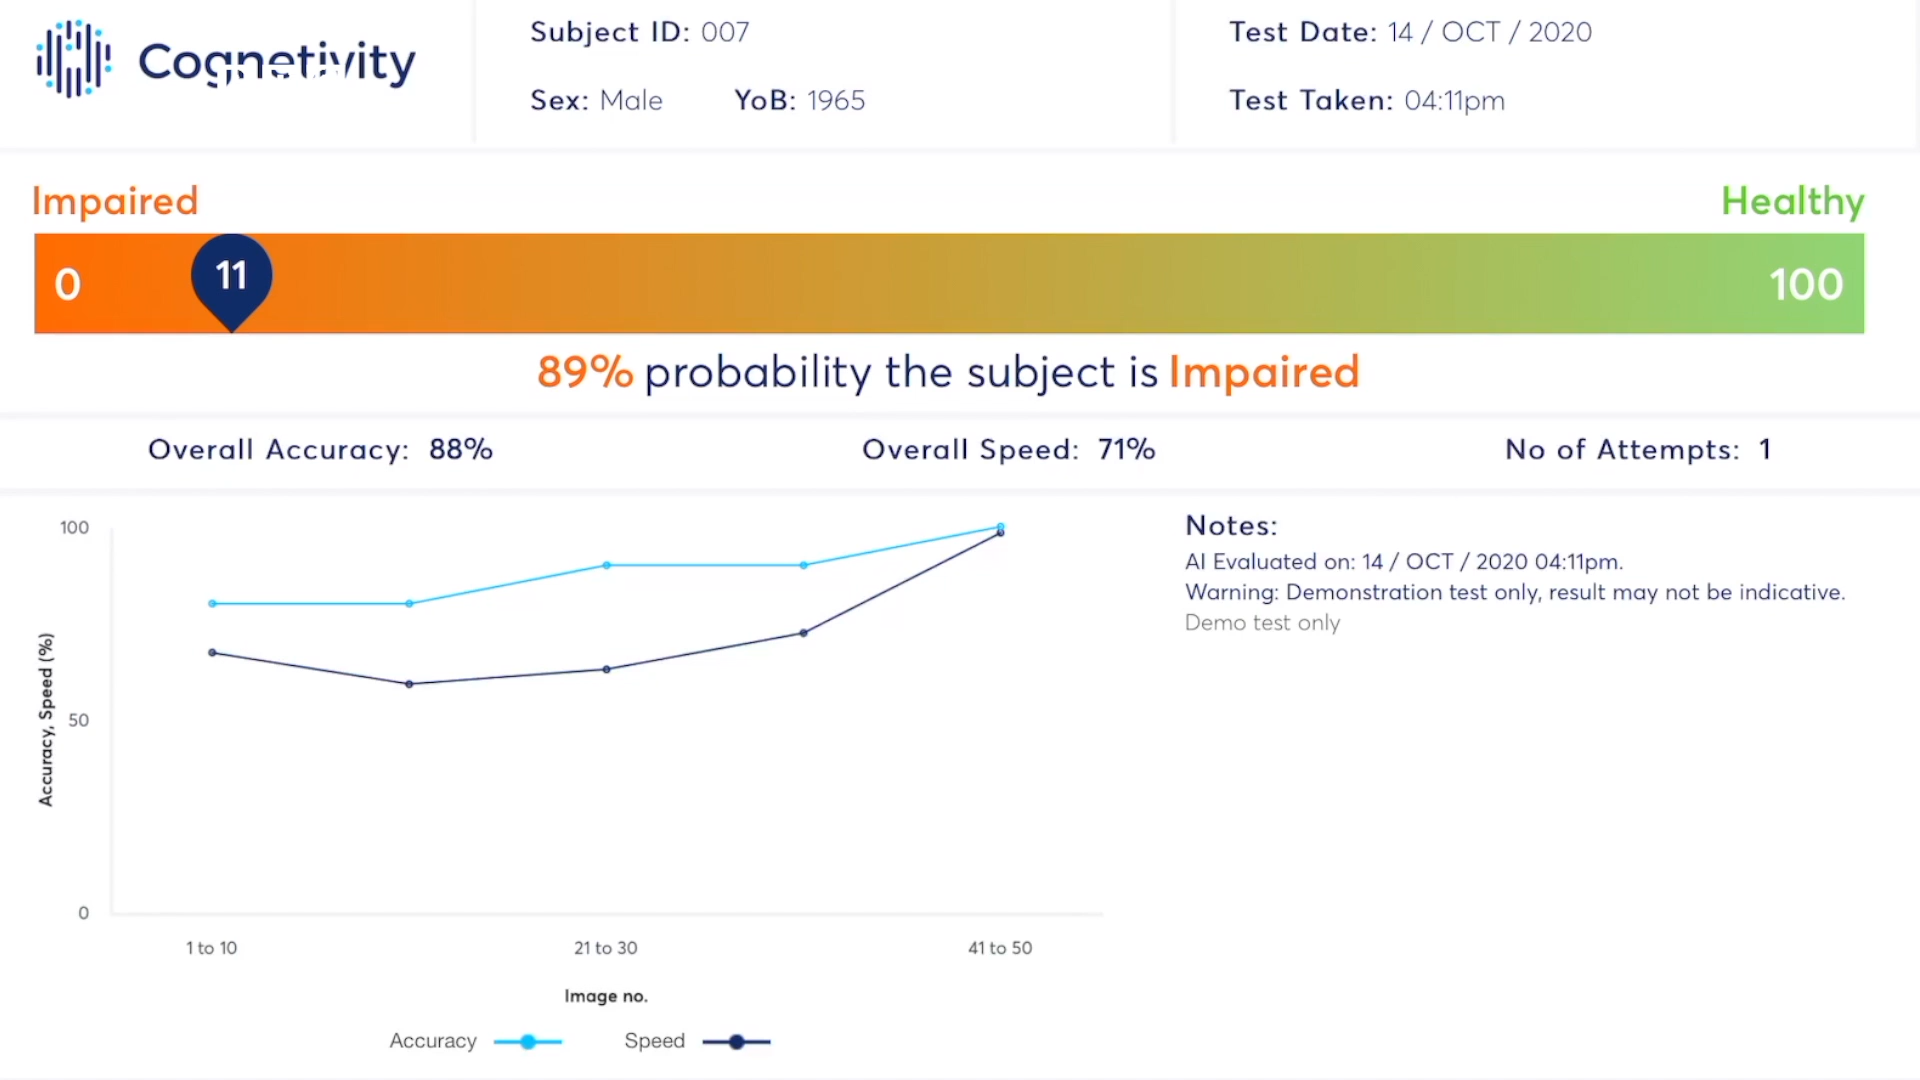 Cognetivity
Subject ID: 007
Sex: Male YoB: 1965
Test Date: 14 / OCT / 2020
Test Taken: 04:11pm
Impaired
Healthy
0
11
100
89% probability the subject is Impaired
Overall Accuracy: 88%
Overall Speed: 71%
No of Attempts: 1
100
50
0
Accuracy, Speed (%)
1 to 10
21 to 30
41 to 50
Image no.
Accuracy
Speed
Notes:
AI Evaluated on: 14 / OCT / 2020 04:11pm.
Warning: Demonstration test only, result may not be indicative.
Demo test only